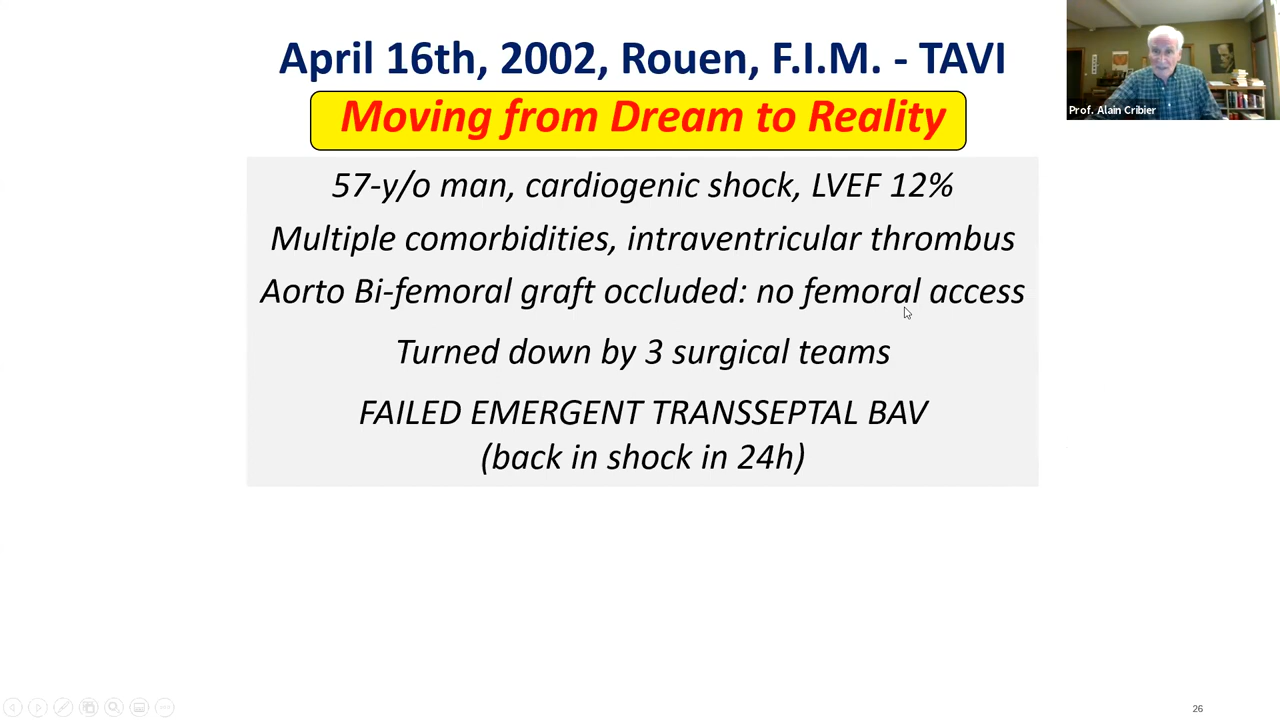 April 16th, 2002, Rouen, F.I.M. - TAVI
Moving from Dream to Reality
57-y/o man, cardiogenic shock, LVEF 12%
Multiple comorbidities, intraventricular thrombus
Aorto Bi-femoral graft occluded: no femoral access
Turned down by 3 surgical teams
FAILED EMERGENT TRANSSEPTAL BAV
(back in shock in 24h)
Prof. Alain Cribier
26